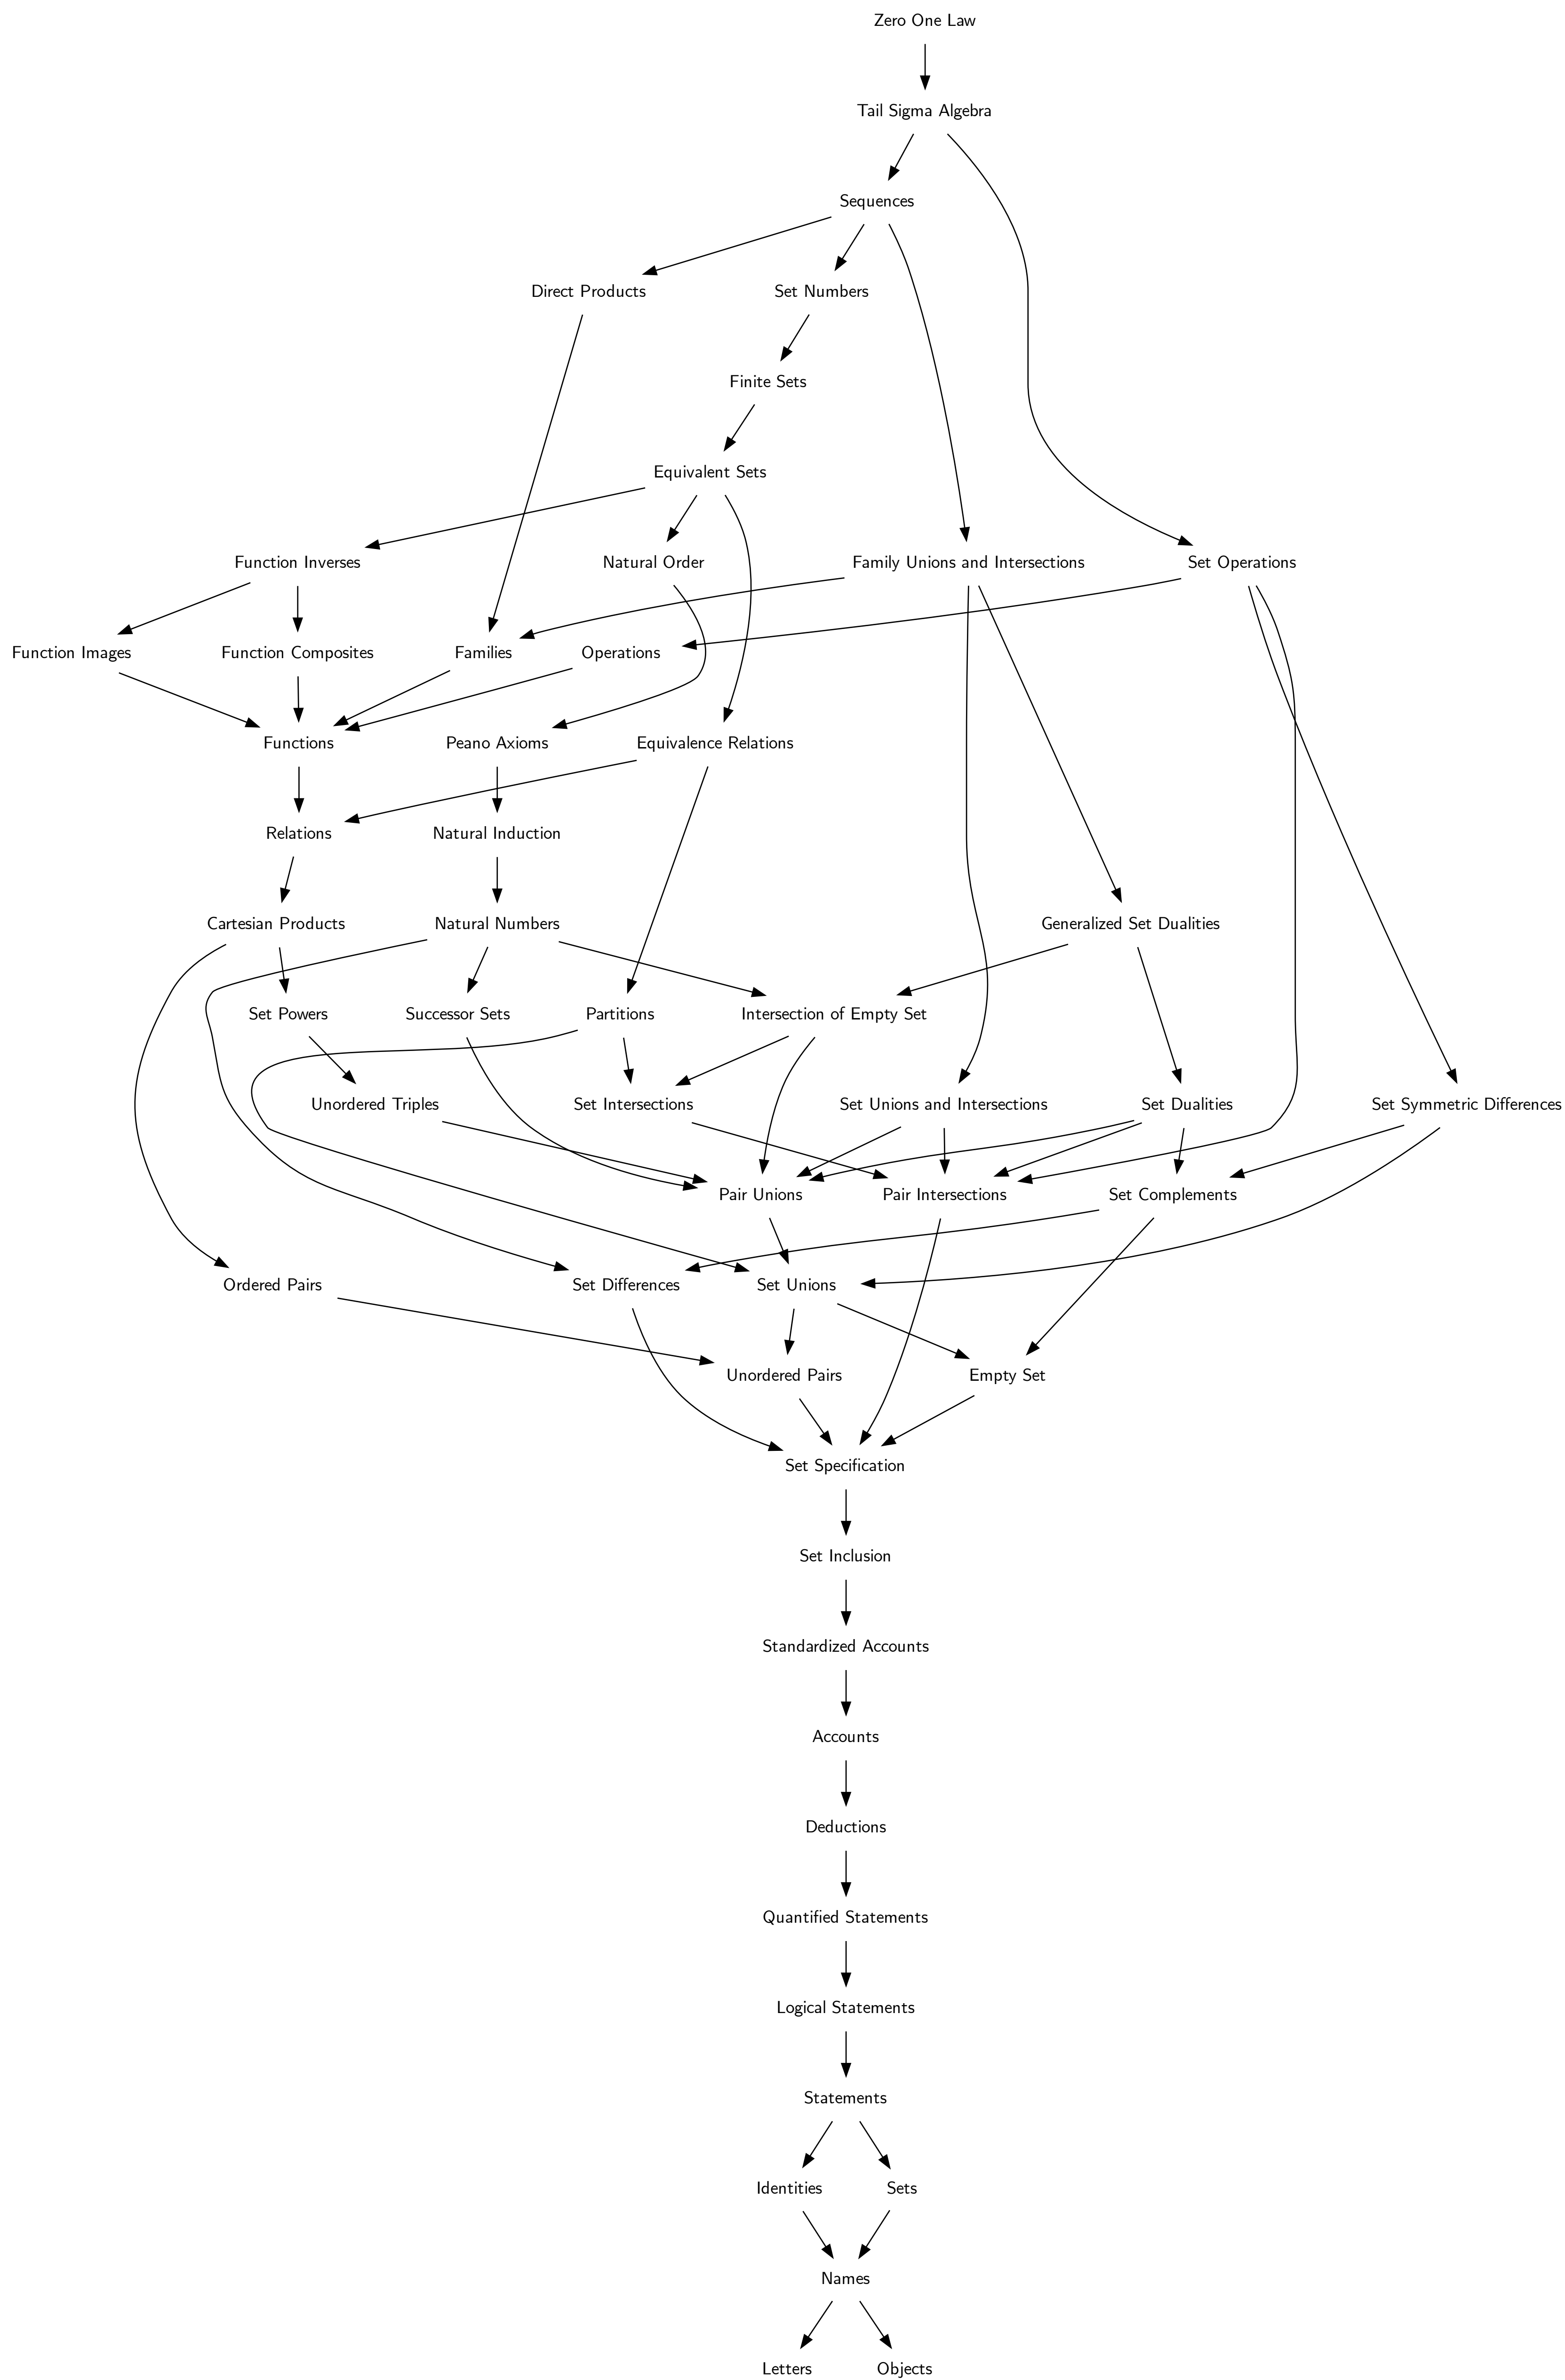 Zero One Law
Tail Sigma Algebra
Sequences
Direct Products
Set Numbers
Finite Sets
Equivalent Sets
Function Inverses
Natural Order
Family Unions and Intersections
Set Operations
Function Images
Function Composites
Families
Operations
Functions
Peano Axioms
Equivalence Relations
Relations
Natural Induction
Cartesian Products
Natural Numbers
Generalized Set Dualities
Set Powers
Successor Sets
Partitions
Intersection of Empty Set
Unordered Triples
Set Intersections
Set Unions and Intersections
Set Dualities
Set Symmetric Differences
Pair Unions
Pair Intersections
Set Complements
Ordered Pairs
Set Differences
Set Unions
Unordered Pairs
Empty Set
Set Specification
Set Inclusion
Standardized Accounts
Accounts
Deductions
Quantified Statements
Logical Statements
Statements
Identities
Sets
Names
Letters
Objects